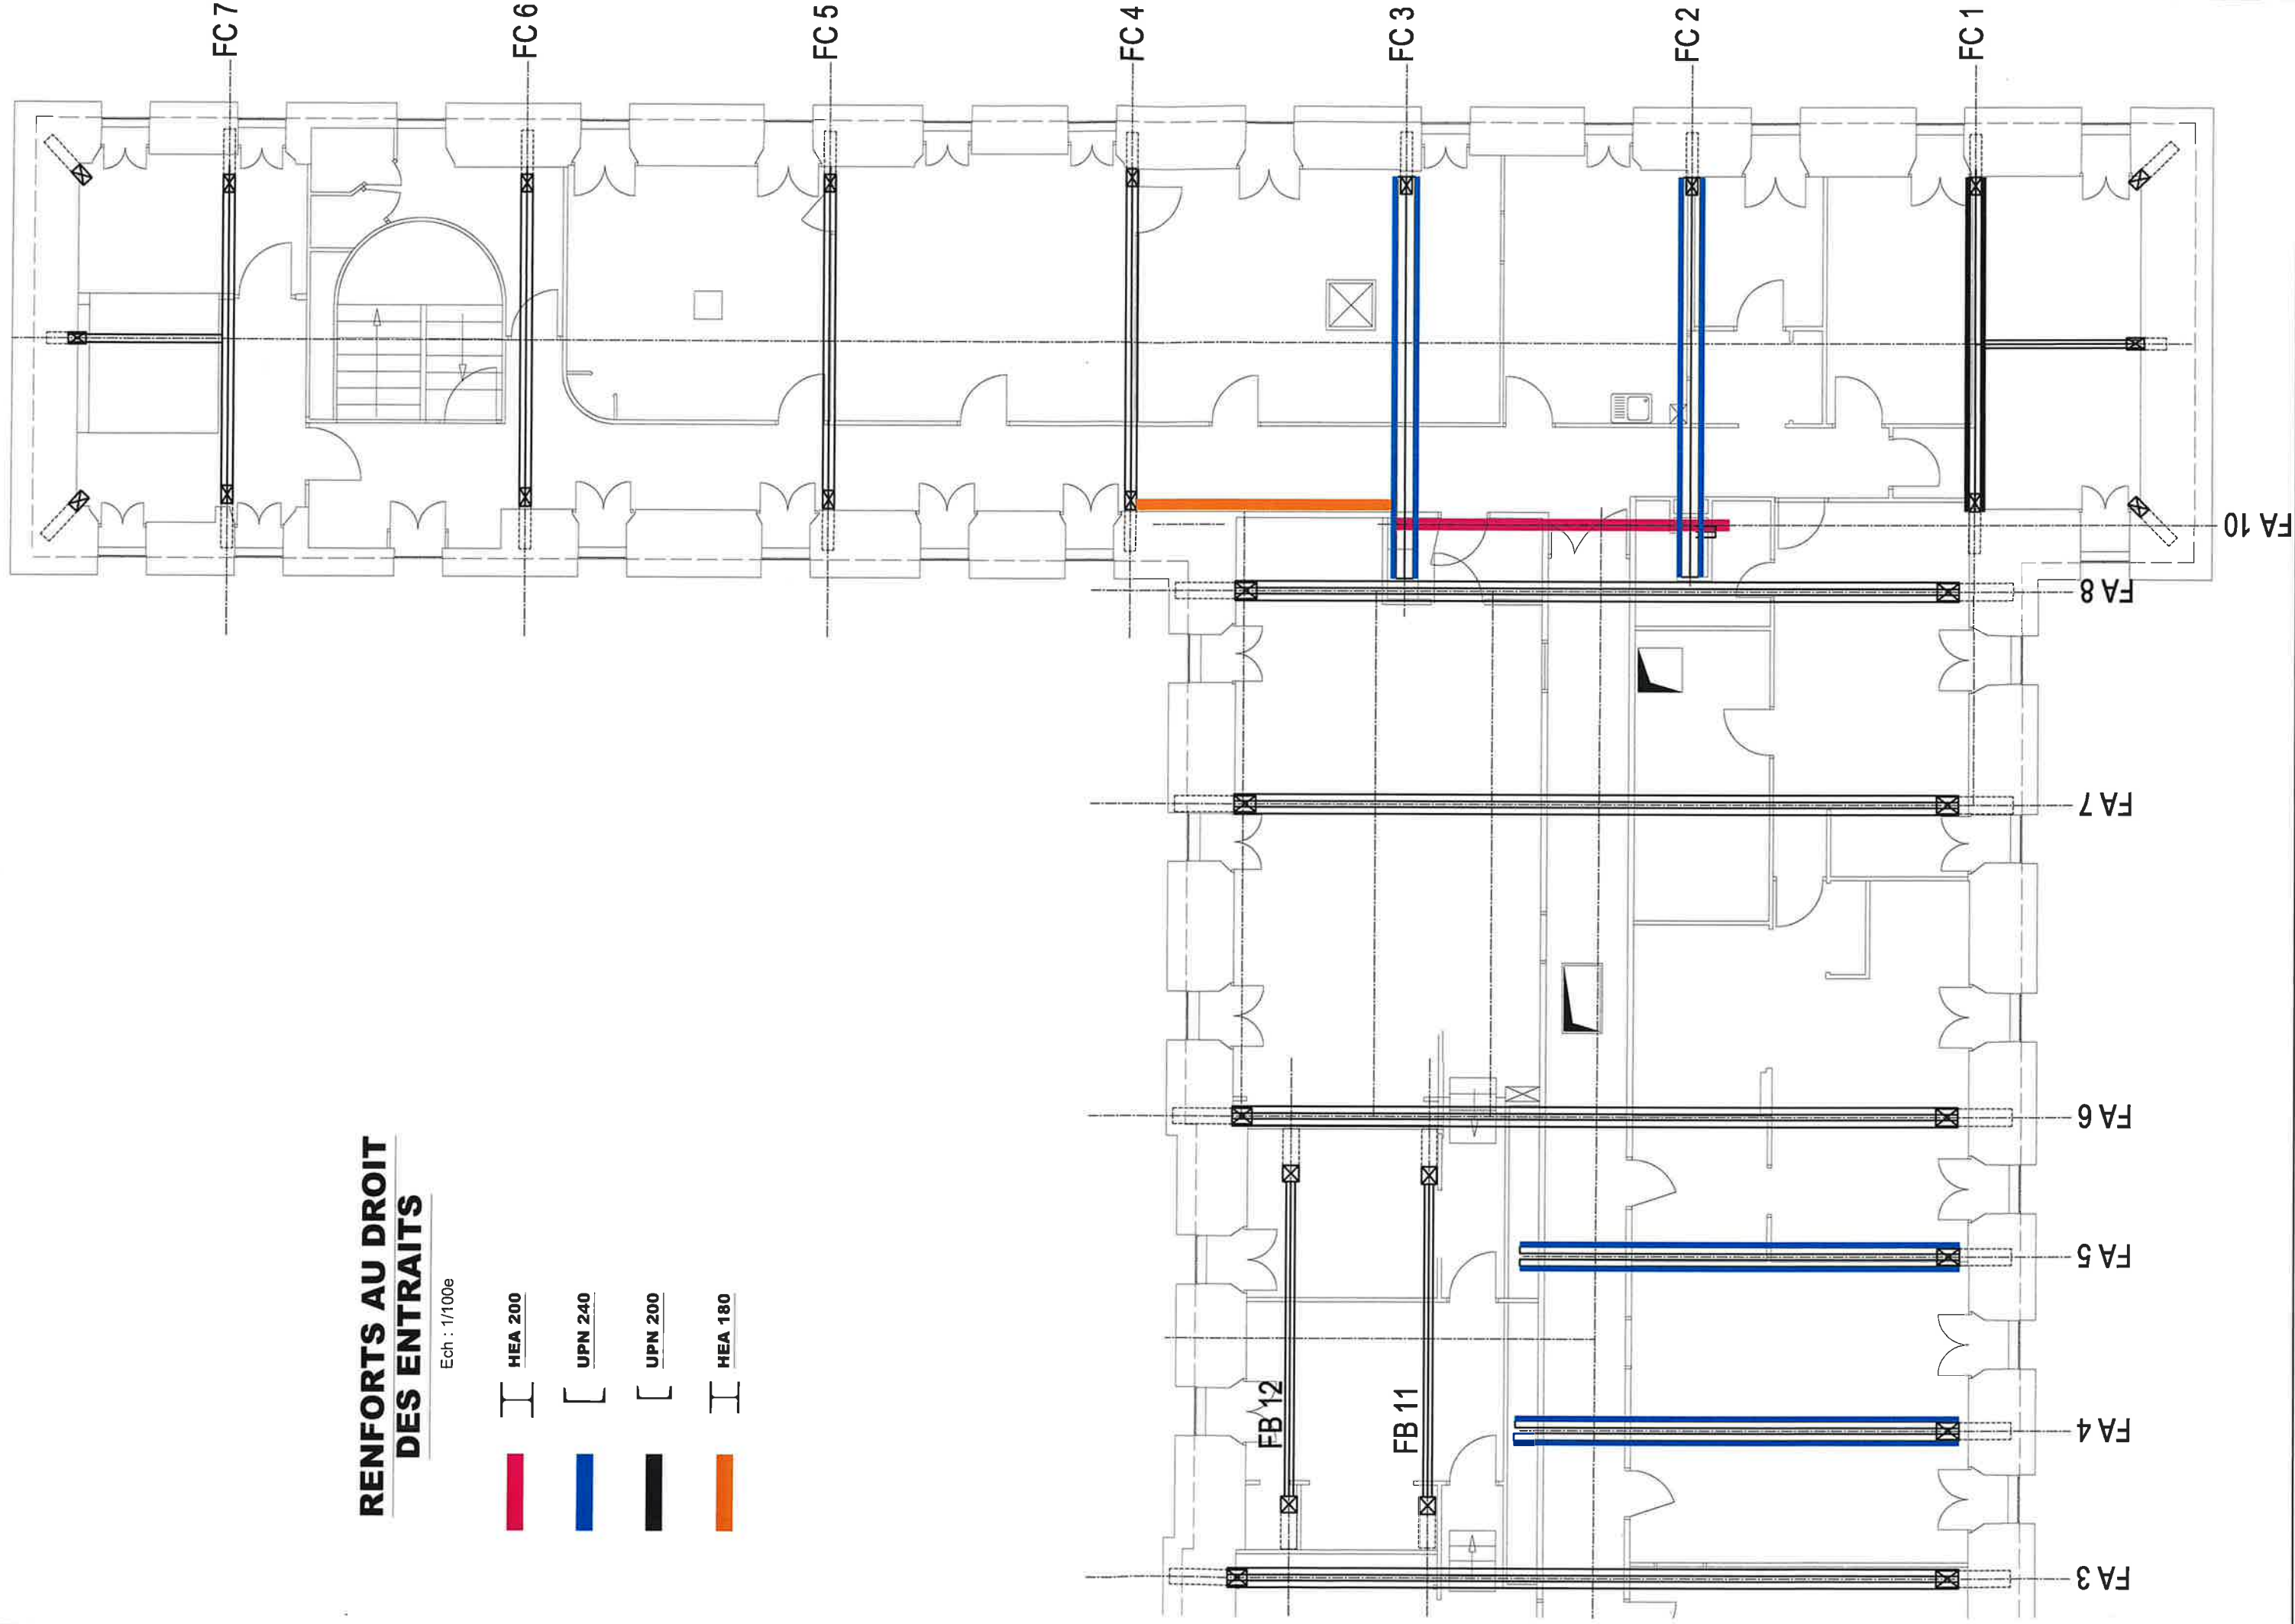 FC 7
FC 6
FC 5
FC 4
FC 3
FC 2
FC 1
FA 10
FA 8
FA 7
FA 6
FA 5
FA 4
FA 3
FB 12
FB 11
RENFORTS AU DROIT
DES ENTRAITS
Ech : 1/100e
HEA 200
UPN 240
UPN 200
HEA 180